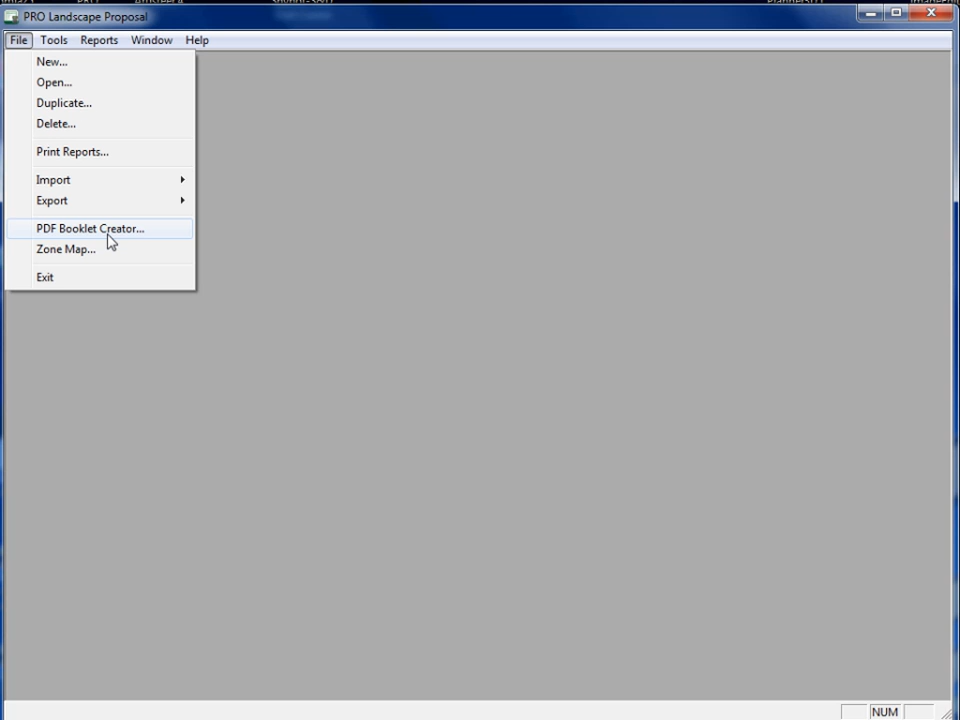 PRO Landscape Proposal
File Tools Reports Window Help
New...
Open...
Duplicate...
Delete...
Print Reports...
Import
Export
PDF Booklet Creator...
Zone Map...
Exit
NUM